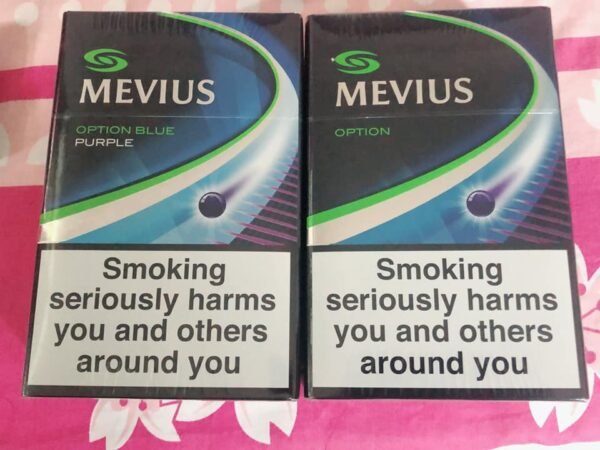 MEVIUS
OPTION BLUE
PURPLE
Smoking
seriously harms
you and others
around you
MEVIUS
OPTION
Smoking
seriously harms
you and others
around you